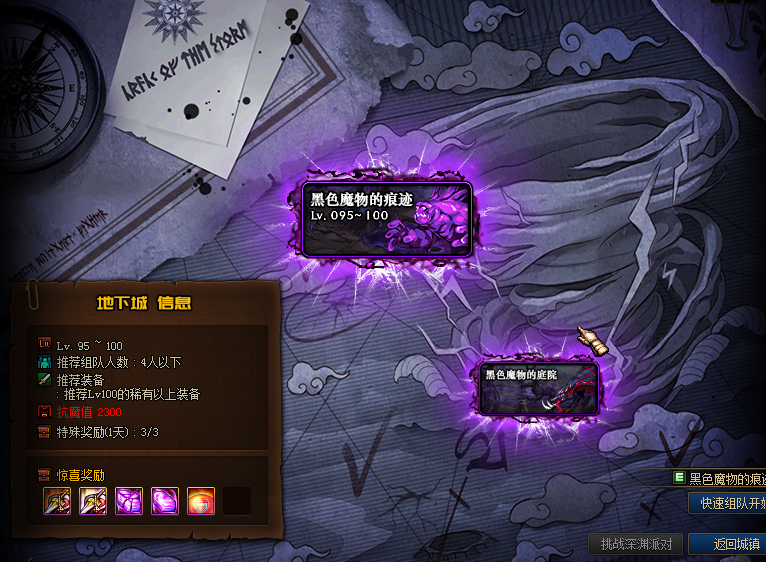 黑色魔物的痕迹
Lv. 095~100
地下城 信息
Lv
Lv. 95 ~ 100
推荐组队人数 : 4人以下
推荐装备
: 推荐Lv100的稀有以上装备
抗魔值 2300
特殊奖励(1天) : 3/3
惊喜奖励
黑色魔物的庭院
E 黑色魔物的痕迹
快速组队开始
挑战深渊派对
返回城镇